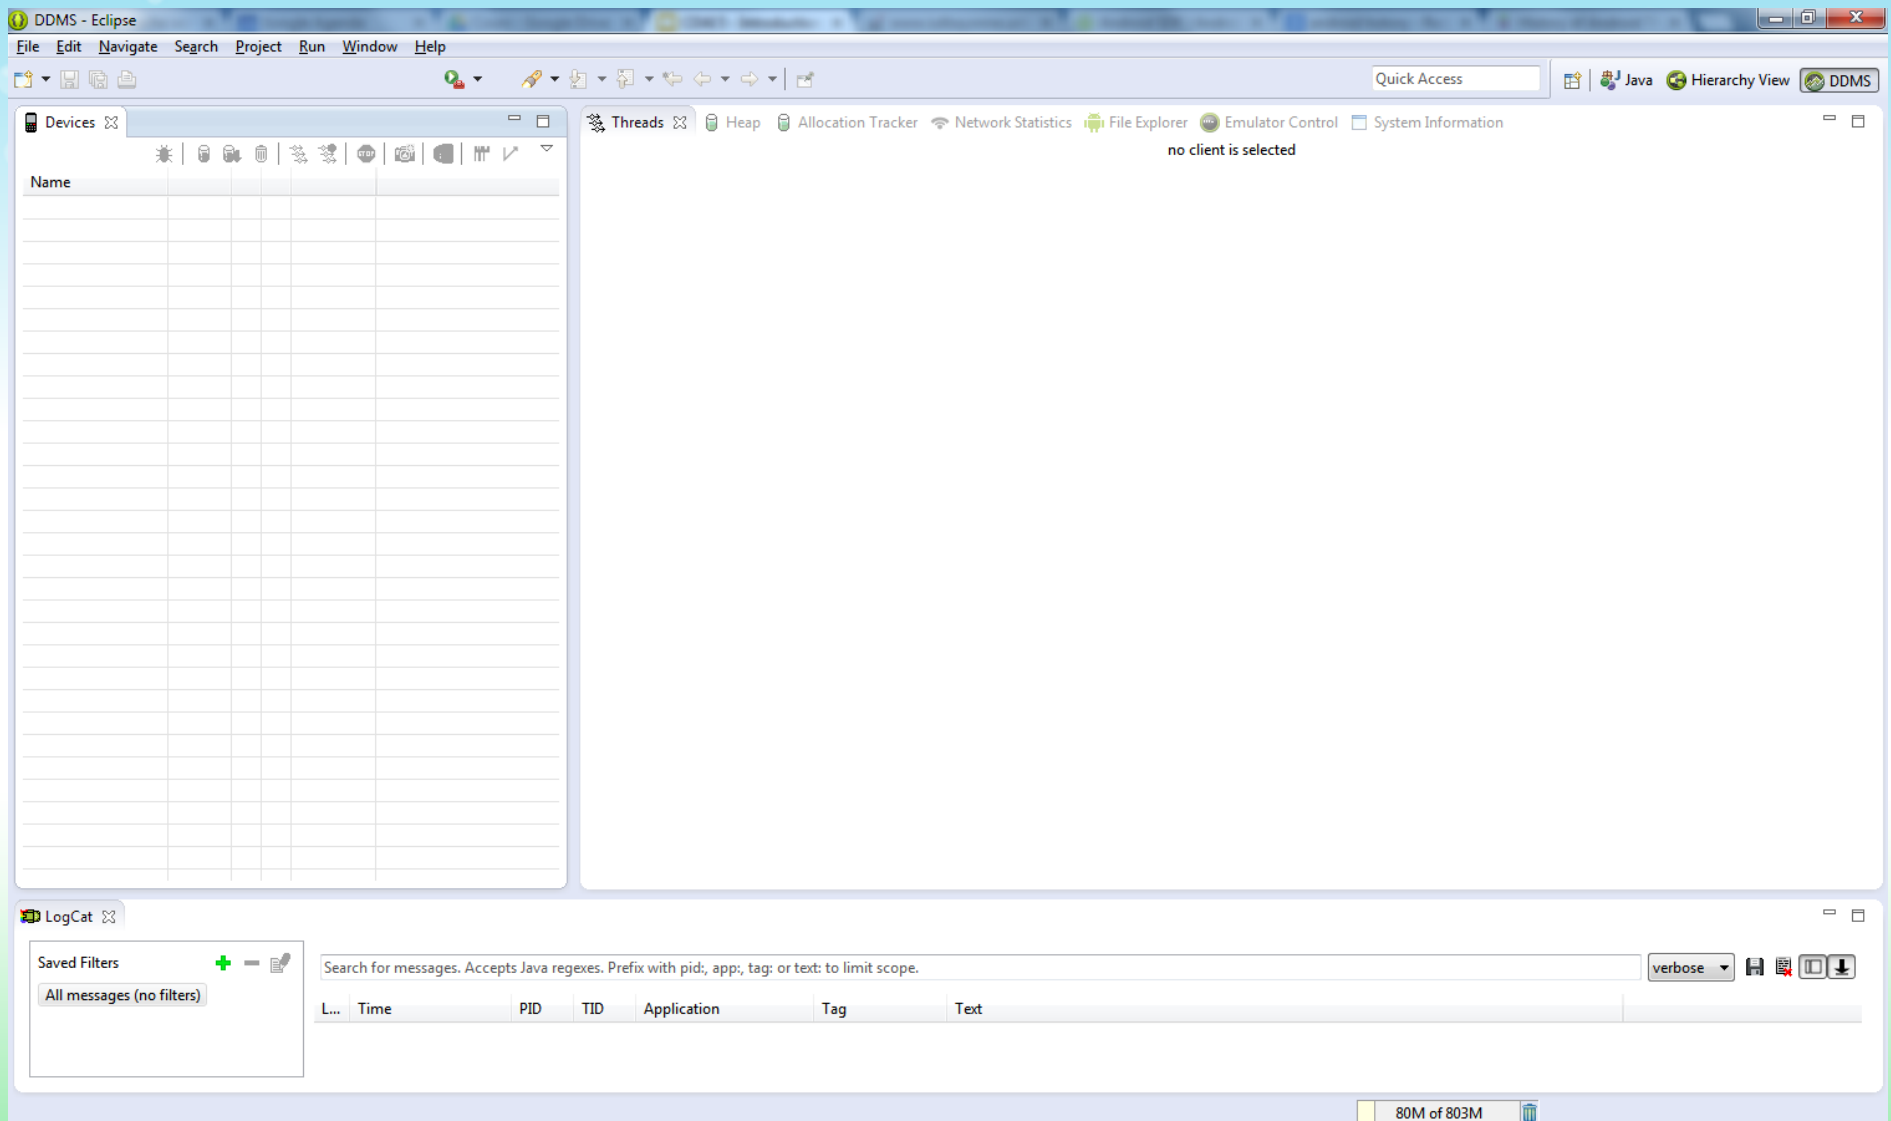 DDMS - Eclipse
File Edit Navigate Search Project Run Window Help
Quick Access
Java Hierarchy View DDMS
Devices
Threads Heap Allocation Tracker Network Statistics File Explorer Emulator Control System Information
no client is selected
Name
LogCat
Saved Filters
All messages (no filters)
Search for messages. Accepts Java regexes. Prefix with pid:, app:, tag: or text: to limit scope.
verbose
L... Time PID TID Application Tag Text
80M of 803M